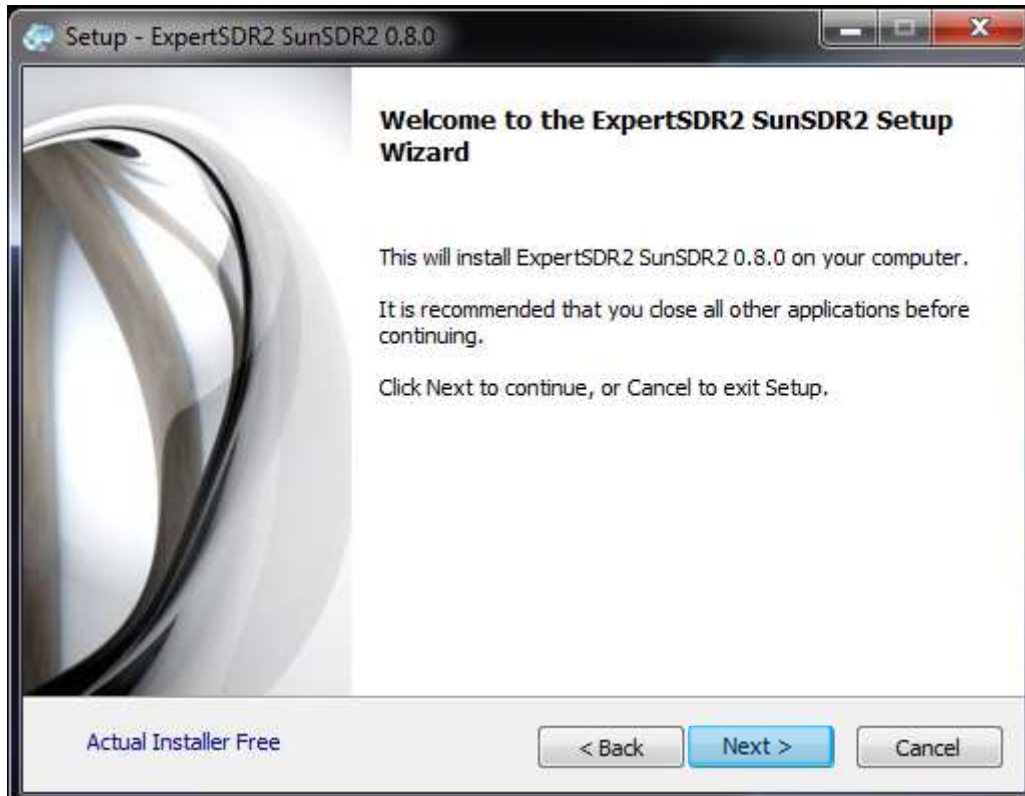 Setup - ExpertSDR2 SunSDR2 0.8.0
Welcome to the ExpertSDR2 SunSDR2 Setup
Wizard
This will install ExpertSDR2 SunSDR2 0.8.0 on your computer.
It is recommended that you close all other applications before
continuing.
Click Next to continue, or Cancel to exit Setup.
Actual Installer Free
< Back
Next >
Cancel